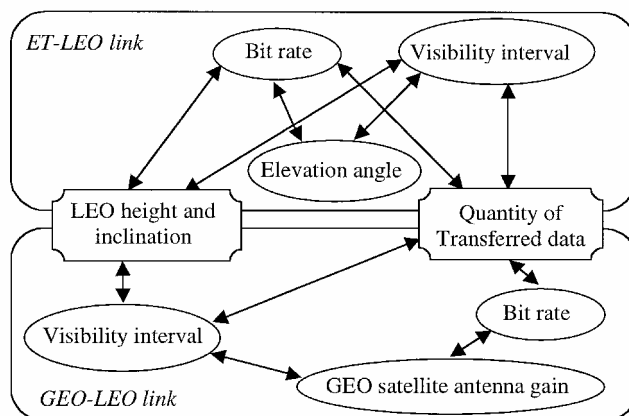 ET-LEO link
Bit rate
Visibility interval
Elevation angle
LEO height and
inclination
Quantity of
Transferred data
Visibility interval
Bit rate
GEO satellite antenna gain
GEO-LEO link